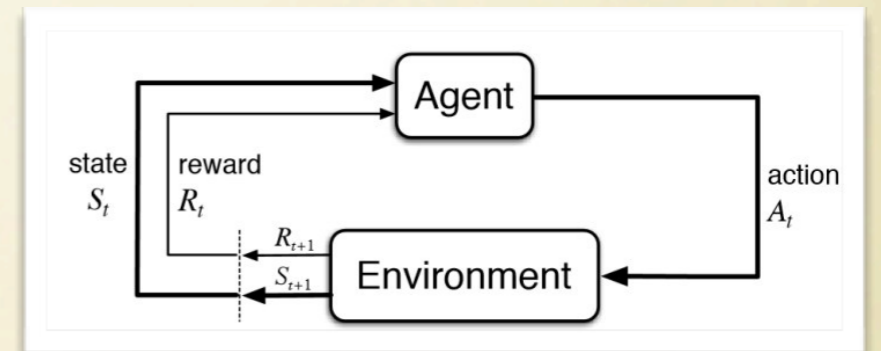 Agent
state
S_t
reward
R_t
action
A_t
R_{t+1}
S_{t+1}
Environment